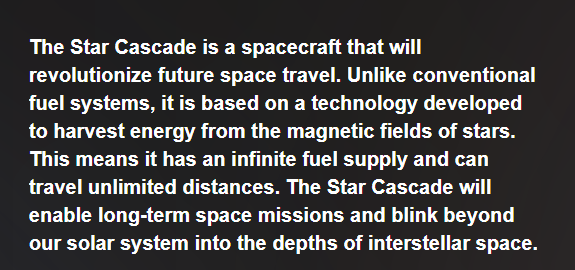 The Star Cascade is a spacecraft that will
revolutionize future space travel. Unlike conventional
fuel systems, it is based on a technology developed
to harvest energy from the magnetic fields of stars.
This means it has an infinite fuel supply and can
travel unlimited distances. The Star Cascade will
enable long-term space missions and blink beyond
our solar system into the depths of interstellar space.